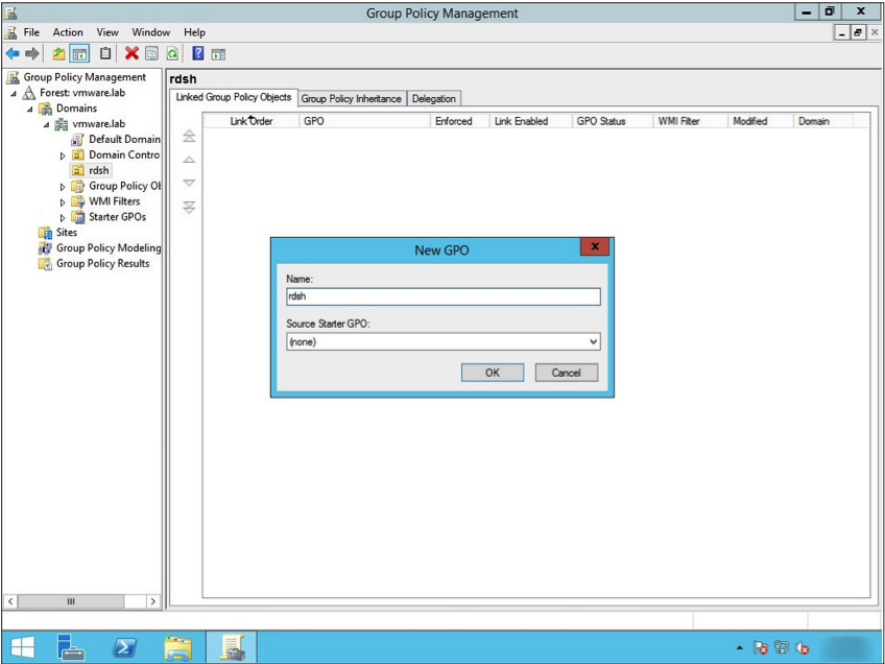 Group Policy Management
File Action View Window Help
Group Policy Management
Forest: vmware.lab
Domains
vmware.lab
Default Domain
Domain Contro
rdsh
Group Policy Ob
WMI Filters
Starter GPOs
Sites
Group Policy Modeling
Group Policy Results
rdsh
Linked Group Policy Objects Group Policy Inheritance Delegation
Link Order GPO Enforced Link Enabled GPO Status WMI Filter Modified Domain
New GPO
Name:
rdsh
Source Starter GPO:
(none)
OK Cancel